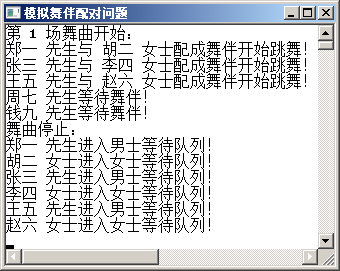 模拟舞伴配对问题
第 1 场舞曲开始:
郑一 先生与 胡二 女士配成舞伴开始跳舞!
张三 先生与 李四 女士配成舞伴开始跳舞!
王五 先生与 赵六 女士配成舞伴开始跳舞!
周七 先生等待舞伴!
钱九 先生等待舞伴!
舞曲停止:
郑一 先生进入男士等待队列!
胡二 女士进入女士等待队列!
张三 先生进入男士等待队列!
李四 女士进入女士等待队列!
王五 先生进入男士等待队列!
赵六 女士进入女士等待队列!